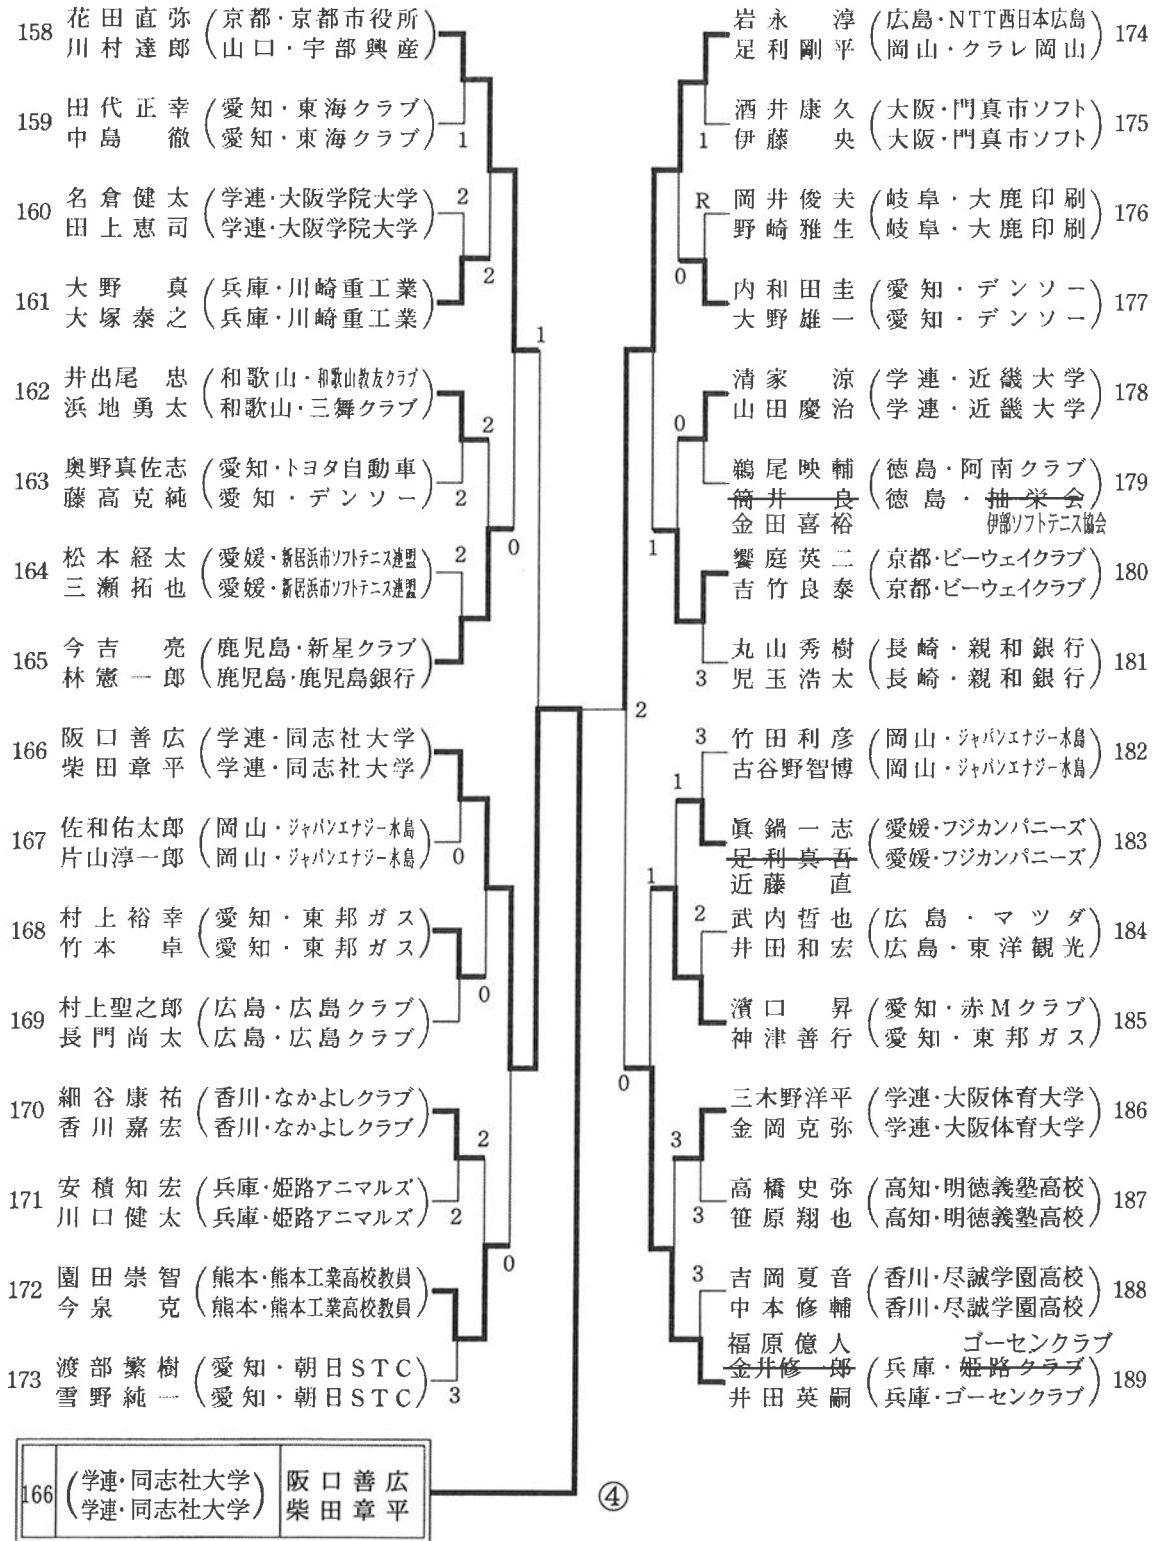 158 花田直弥 (京都・京都市役所)
川村達郎 (山口・宇部興産)
159 田代正幸 (愛知・東海クラブ)
中島徹 (愛知・東海クラブ)
1
160 名倉健太 (学連・大阪学院大学)
田上恵司 (学連・大阪学院大学)
2
2
161 大野真 (兵庫・川崎重工業)
大塚泰之 (兵庫・川崎重工業)
1
162 井出尾忠 (和歌山・和歌山教友クラブ)
浜地勇太 (和歌山・三舞クラブ)
2
163 奥野真佐志 (愛知・トヨタ自動車)
藤高克純 (愛知・デンソー)
2
0
164 松本経太 (愛媛・新居浜市ソフトテニス連盟)
三瀬拓也 (愛媛・新居浜市ソフトテニス連盟)
2
165 今吉亮 (鹿児島・新星クラブ)
林憲一郎 (鹿児島・鹿児島銀行)
166 阪口善広 (学連・同志社大学)
柴田章平 (学連・同志社大学)
167 佐和佑太郎 (岡山・ジャパンエナジー水島)
片山淳一郎 (岡山・ジャパンエナジー水島)
0
168 村上裕幸 (愛知・東邦ガス)
竹本卓 (愛知・東邦ガス)
0
169 村上聖之郎 (広島・広島クラブ)
長門尚太 (広島・広島クラブ)
170 細谷康祐 (香川・なかよしクラブ)
香川嘉宏 (香川・なかよしクラブ)
2
171 安積知宏 (兵庫・姫路アニマルズ)
川口健太 (兵庫・姫路アニマルズ)
2
0
172 園田崇智 (熊本・熊本工業高校教員)
今泉克 (熊本・熊本工業高校教員)
173 渡部繁樹 (愛知・朝日STC)
雪野純一 (愛知・朝日STC)
3
岩永淳 (広島・NTT西日本広島) 174
足利剛平 (岡山・クラレ岡山)
酒井康久 (大阪・門真市ソフト) 175
伊藤央 (大阪・門真市ソフト)
1
R
岡井俊夫 (岐阜・大鹿印刷) 176
野崎雅生 (岐阜・大鹿印刷)
0
内和田圭 (愛知・デンソー) 177
大野雄一 (愛知・デンソー)
清家涼 (学連・近畿大学) 178
山田慶治 (学連・近畿大学)
0
鵜尾映輔 (徳島・阿南クラブ) 179
筒井良 (徳島・抽栄会)
金田喜裕 伊部ソフトテニス協会
1
饗庭英二 (京都・ビーウェイクラブ) 180
吉竹良泰 (京都・ビーウェイクラブ)
丸山秀樹 (長崎・親和銀行) 181
児玉浩太 (長崎・親和銀行)
3
2
3
竹田利彦 (岡山・ジャパンエナジー水島) 182
古谷野智博 (岡山・ジャパンエナジー水島)
1
眞鍋一志 (愛媛・フジカンパニーズ) 183
足利真吾 (愛媛・フジカンパニーズ)
近藤直
1
2
武内哲也 (広島・マツダ) 184
井田和宏 (広島・東洋観光)
濱口昇 (愛知・赤Mクラブ) 185
神津善行 (愛知・東邦ガス)
0
三木野洋平 (学連・大阪体育大学) 186
金岡克弥 (学連・大阪体育大学)
3
高橋史弥 (高知・明徳義塾高校) 187
笹原翔也 (高知・明徳義塾高校)
3
3
吉岡夏音 (香川・尽誠学園高校) 188
中本修輔 (香川・尽誠学園高校)
福原億人 ゴーセンクラブ
金井修一郎 (兵庫・姫路クラブ) 189
井田英嗣 (兵庫・ゴーセンクラブ)
166 (学連・同志社大学) 阪口善広
(学連・同志社大学) 柴田章平
④